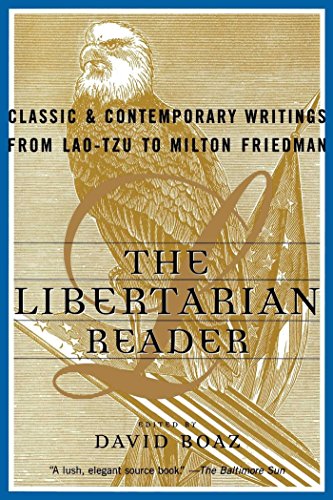 CLASSIC & CONTEMPORARY WRITINGS
FROM LAO-TZU TO MILTON FRIEDMAN
L
THE
LIBERTARIAN
READER
EDITED BY
DAVID BOAZ
"A lush, elegant source book." —The Baltimore Sun